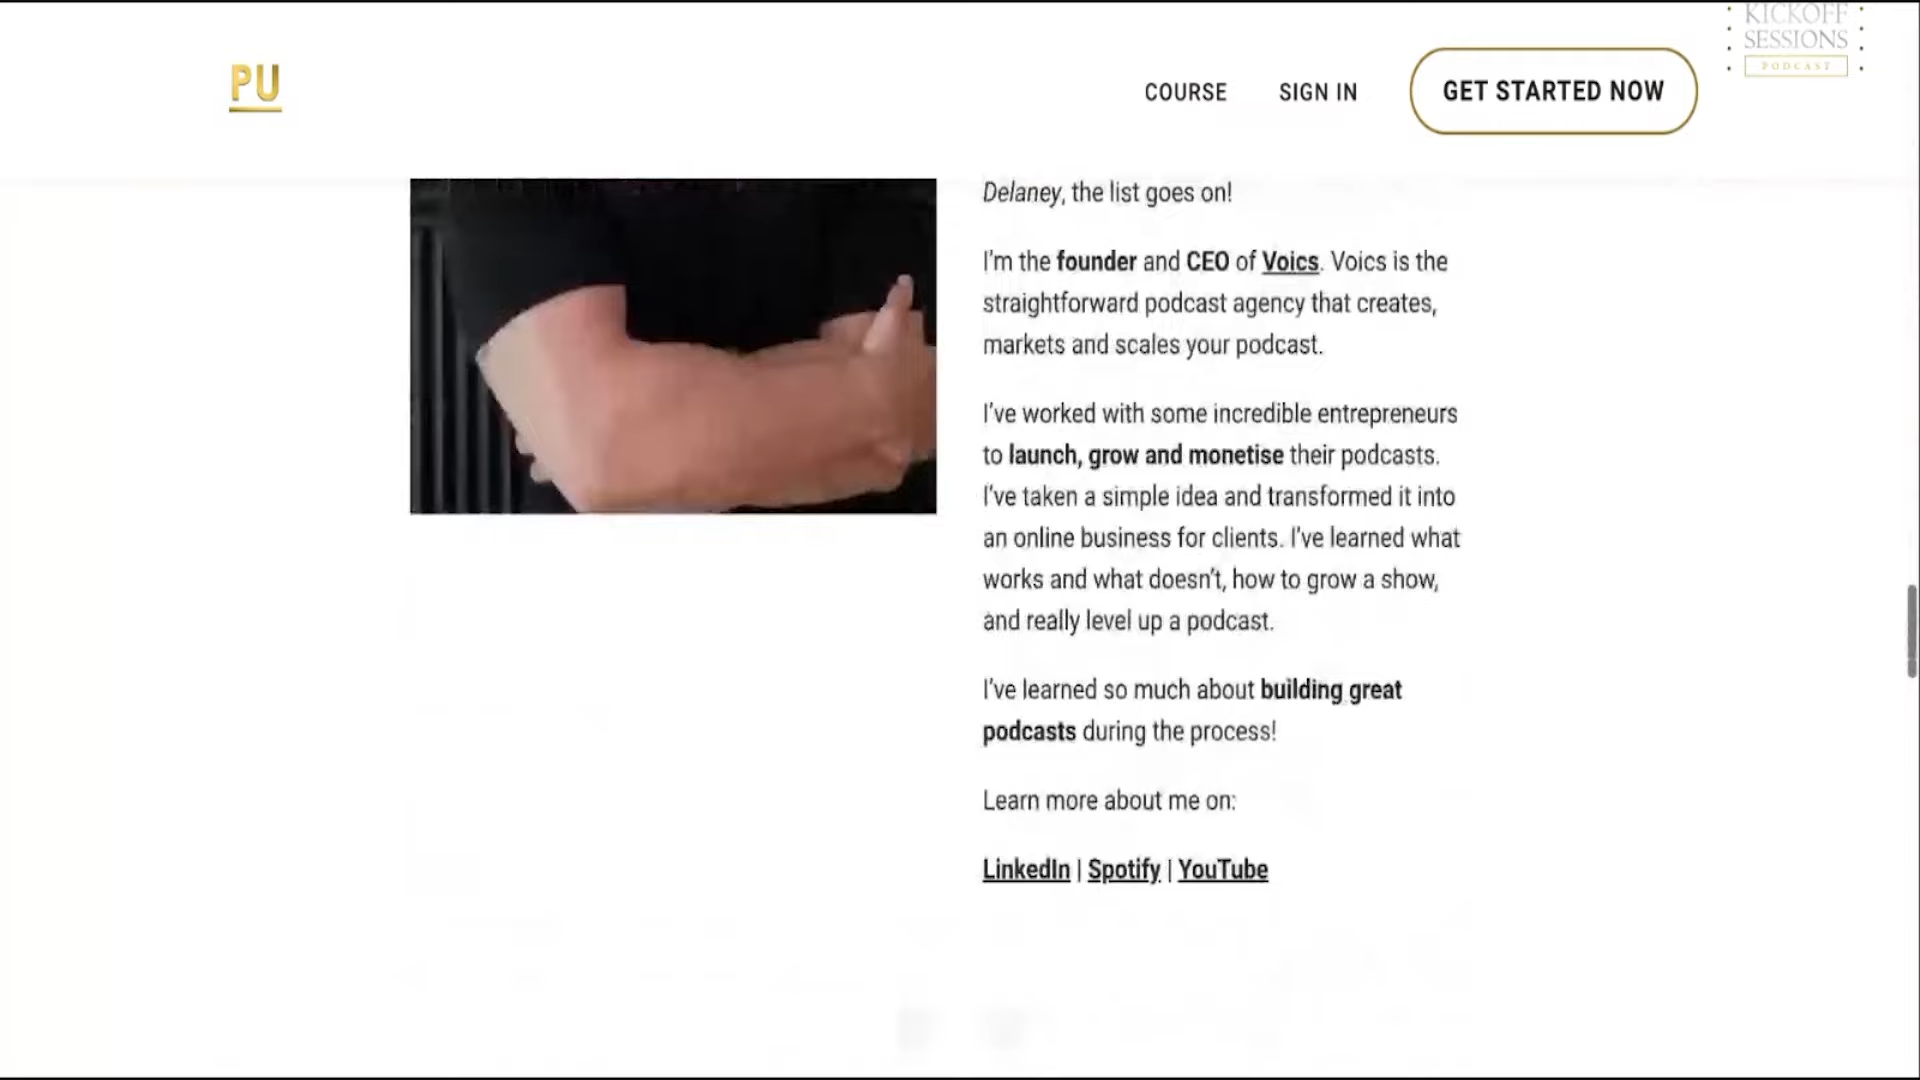 KICKOFF
SESSIONS
PODCAST
PU
COURSE
SIGN IN
GET STARTED NOW
Delaney, the list goes on!
I'm the founder and CEO of Voics. Voics is the
straightforward podcast agency that creates,
markets and scales your podcast.
I've worked with some incredible entrepreneurs
to launch, grow and monetise their podcasts.
I've taken a simple idea and transformed it into
an online business for clients. I've learned what
works and what doesn't, how to grow a show,
and really level up a podcast.
I've learned so much about building great
podcasts during the process!
Learn more about me on:
LinkedIn | Spotify | YouTube